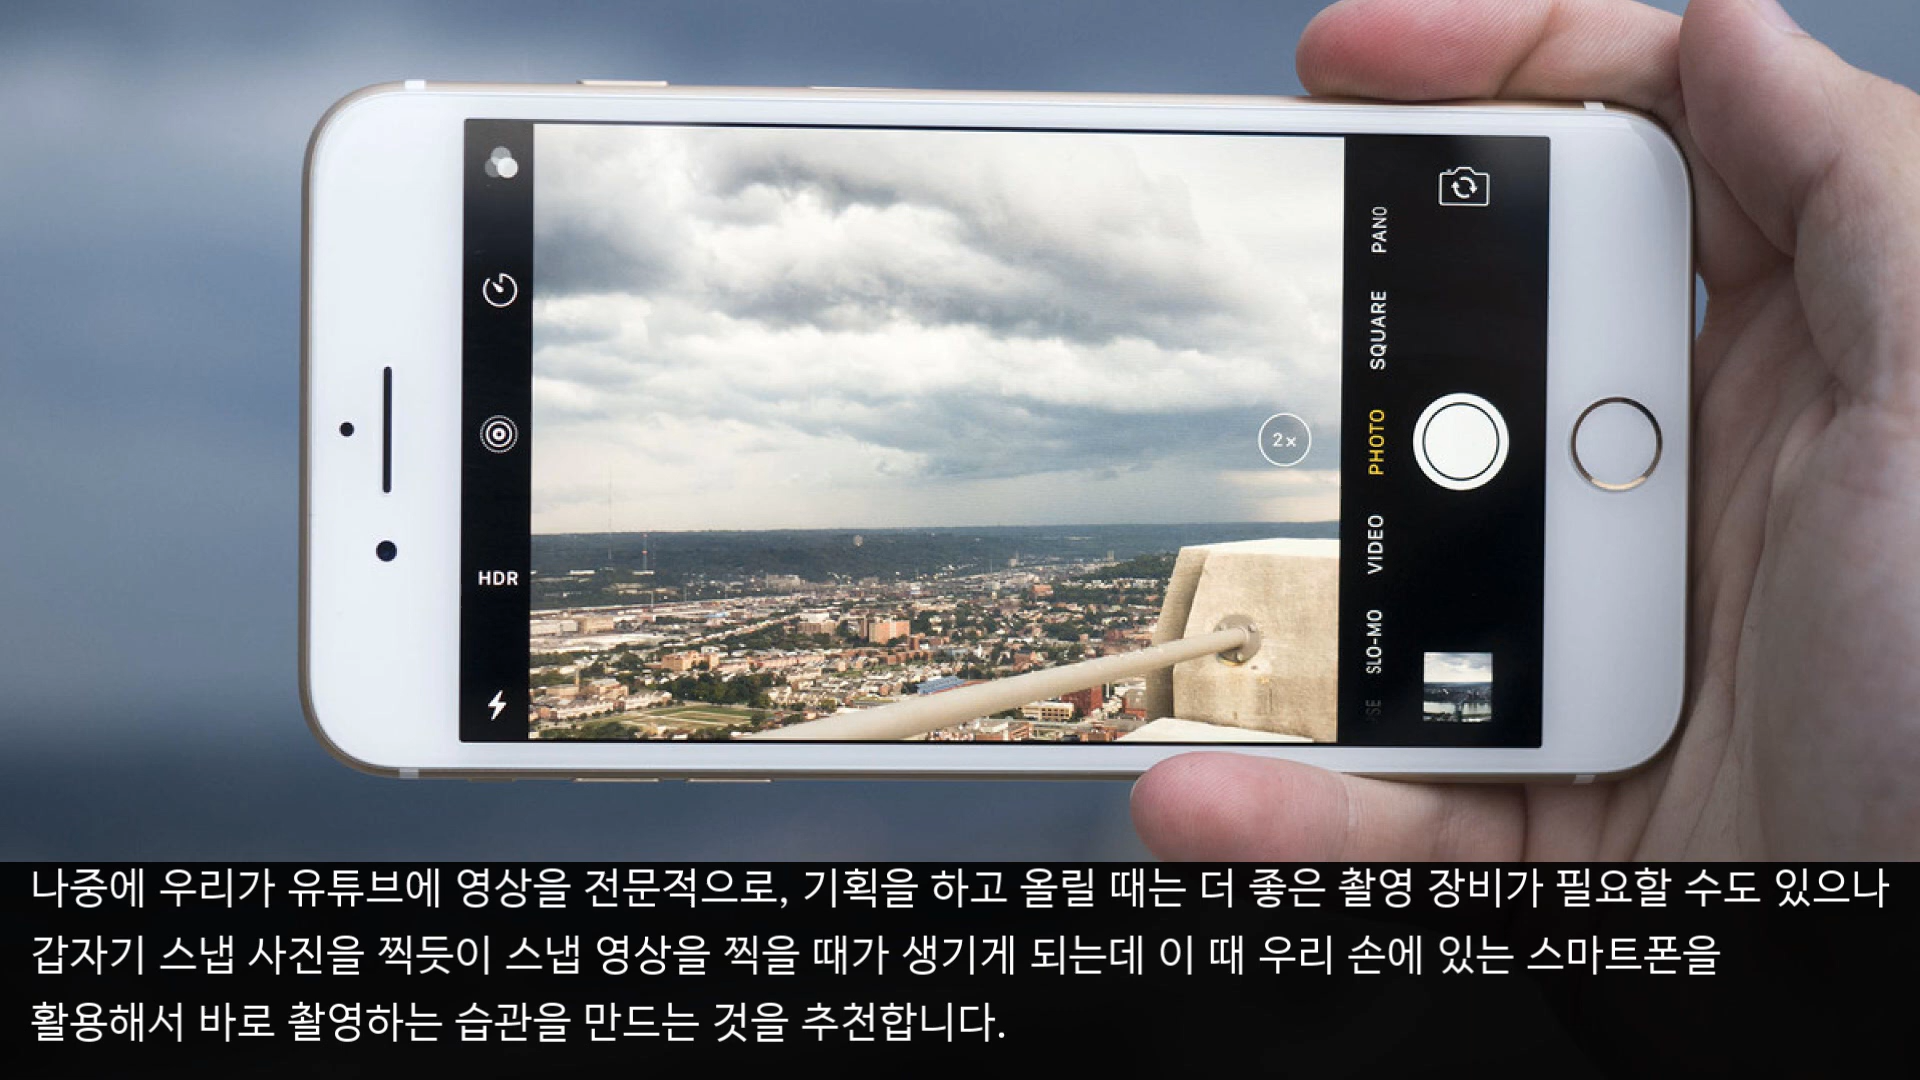 PANO
SQUARE
PHOTO
VIDEO
SLO-MO
2×
HDR
나중에 우리가 유튜브에 영상을 전문적으로, 기획을 하고 올릴 때는 더 좋은 촬영 장비가 필요할 수도 있으나
갑자기 스냅 사진을 찍듯이 스냅 영상을 찍을 때가 생기게 되는데 이 때 우리 손에 있는 스마트폰을
활용해서 바로 촬영하는 습관을 만드는 것을 추천합니다.